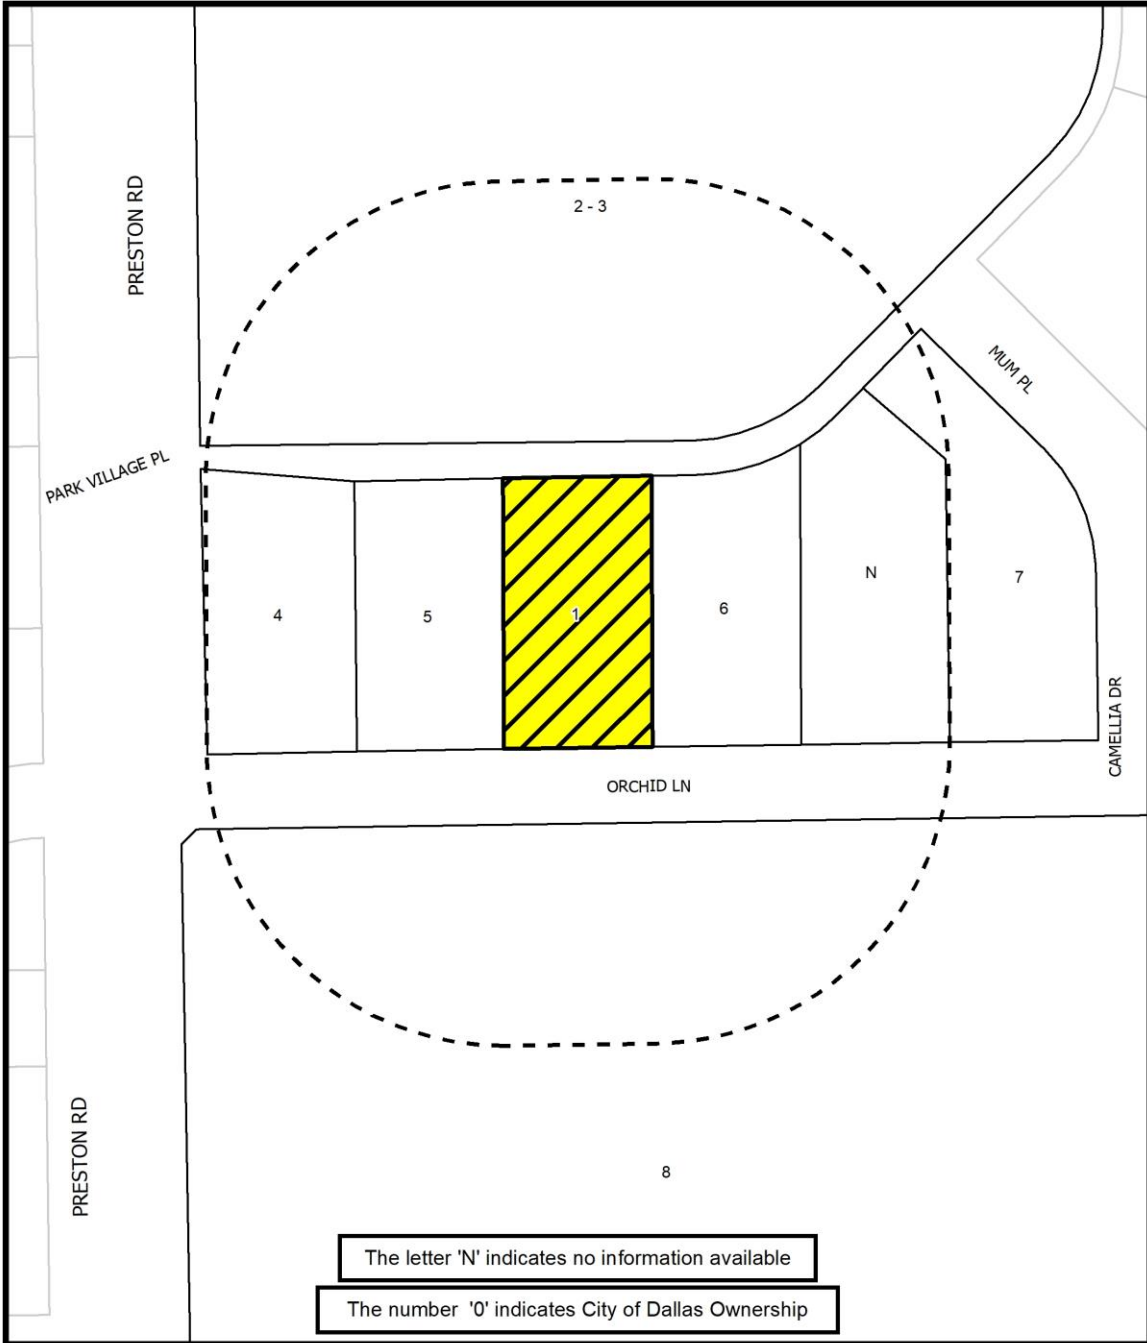 PRESTON RD
2 - 3
MUM PL
PARK VILLAGE PL
4
5
1
6
N
7
CAMELLIA DR
ORCHID LN
PRESTON RD
8
The letter 'N' indicates no information available
The number '0' indicates City of Dallas Ownership